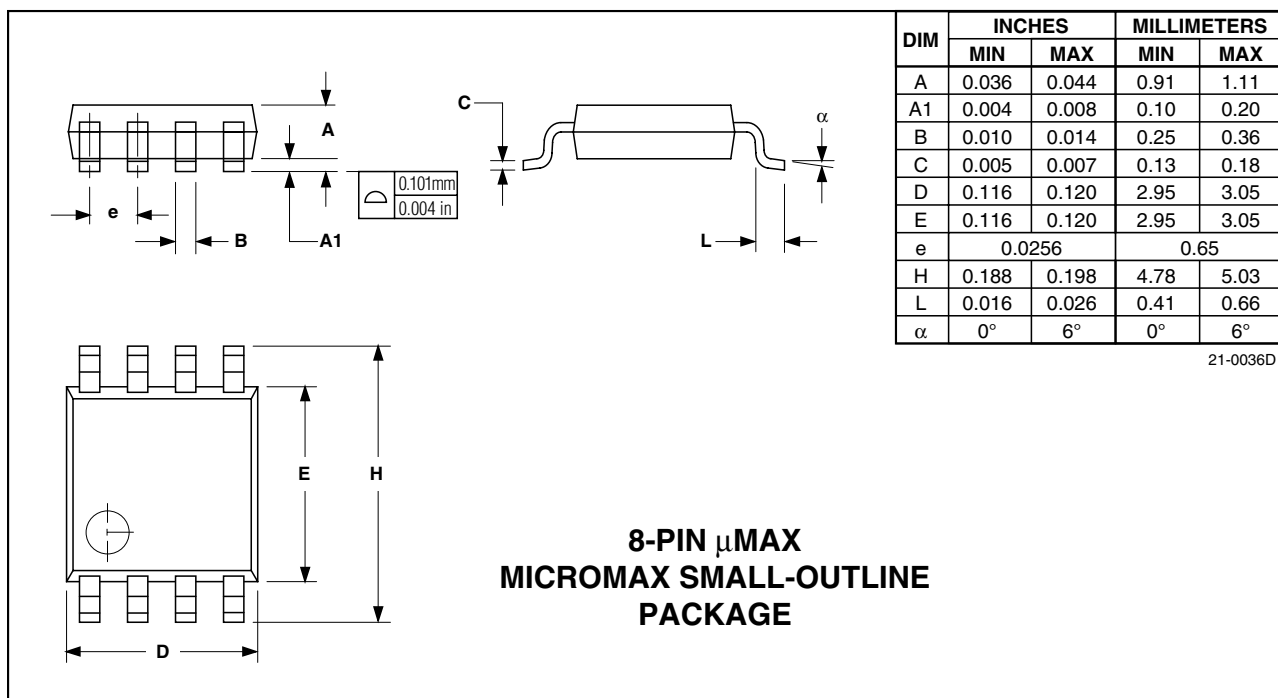 DIM INCHES MILLIMETERS
MIN MAX MIN MAX
A 0.036 0.044 0.91 1.11
A1 0.004 0.008 0.10 0.20
B 0.010 0.014 0.25 0.36
C 0.005 0.007 0.13 0.18
D 0.116 0.120 2.95 3.05
E 0.116 0.120 2.95 3.05
e 0.0256 0.65
H 0.188 0.198 4.78 5.03
L 0.016 0.026 0.41 0.66
α 0° 6° 0° 6°
21-0036D
A
C
α
0.101mm
0.004 in
e
B
A1
L
E
H
D
8-PIN μMAX
MICROMAX SMALL-OUTLINE
PACKAGE